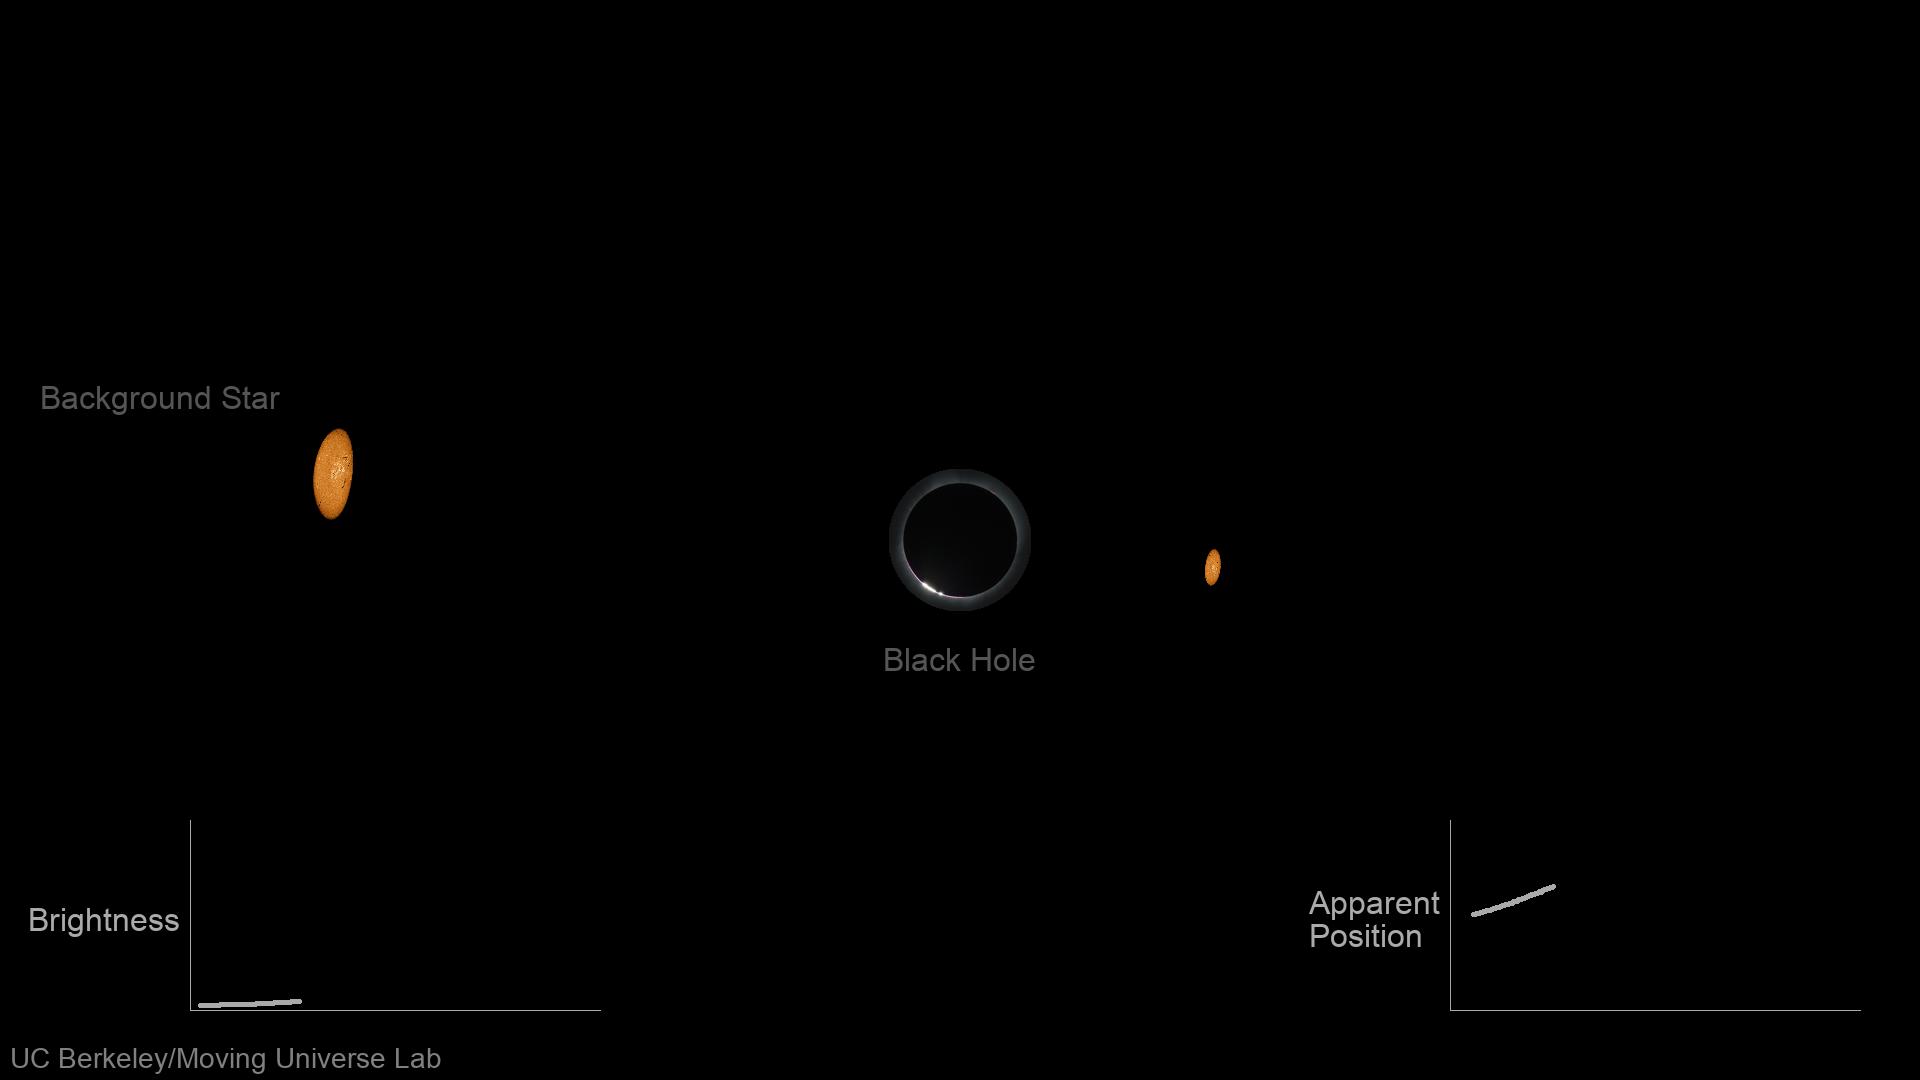 Background Star
Black Hole
Brightness
Apparent
Position
UC Berkeley/Moving Universe Lab